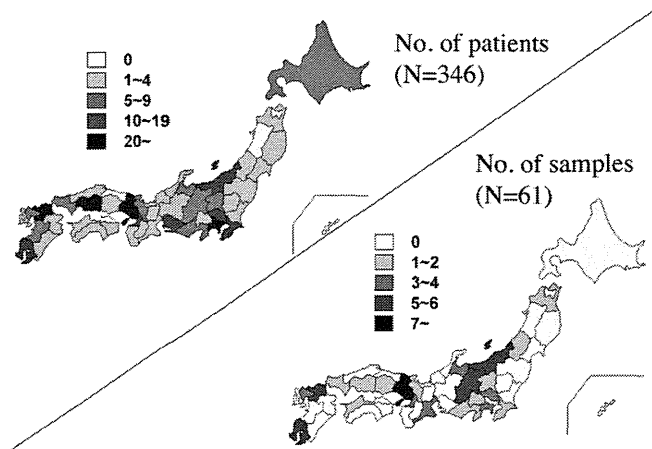 No. of patients
(N=346)
0
1~4
5~9
10~19
20~
No. of samples
(N=61)
0
1~2
3~4
5~6
7~